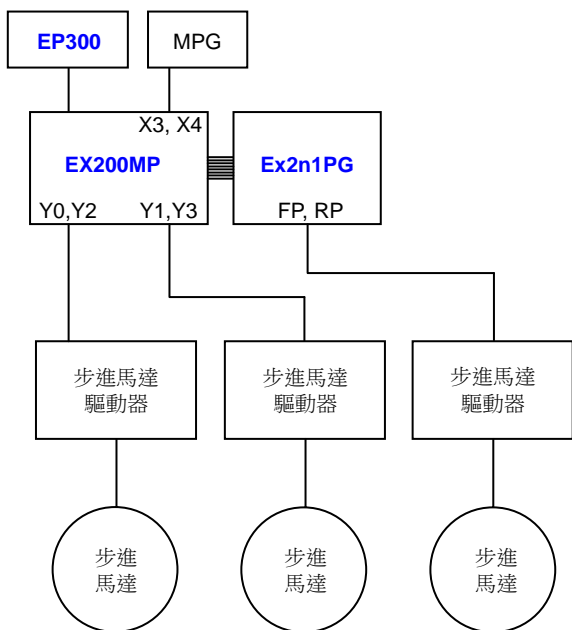 EP300
MPG
X3, X4
EX200MP
Ex2n1PG
Y0,Y2
Y1,Y3
FP, RP
步進馬達
驅動器
步進馬達
驅動器
步進馬達
驅動器
步進
馬達
步進
馬達
步進
馬達